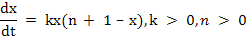 dx/dt = kx(n + 1 − x), k > 0, n > 0